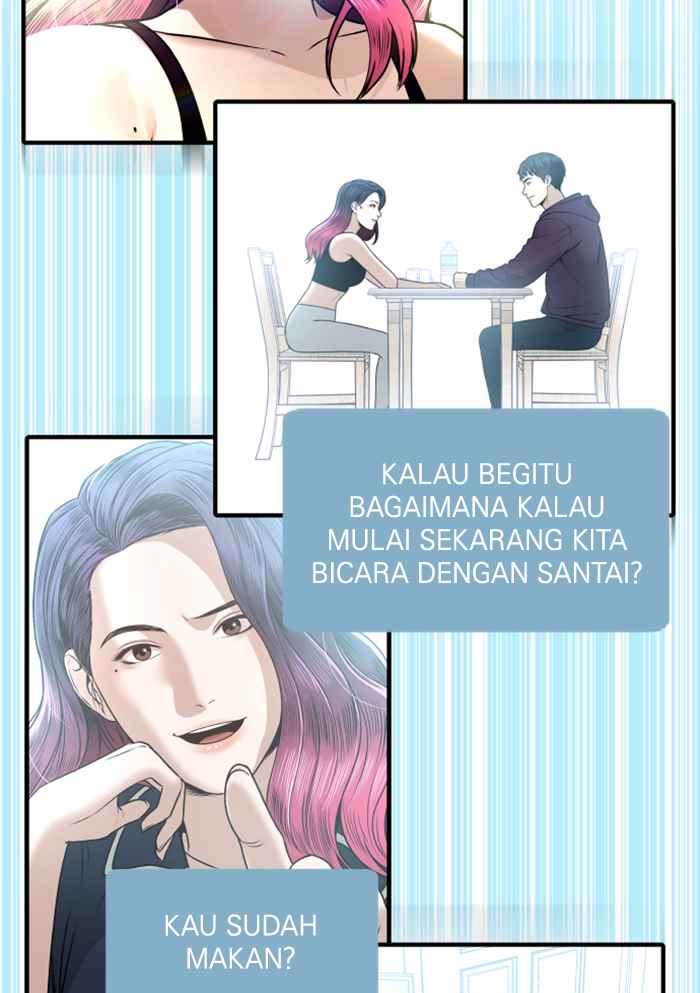 KALAU BEGITU
BAGAIMANA KALAU
MULAI SEKARANG KITA
BICARA DENGAN SANTAI?
KAU SUDAH
MAKAN?